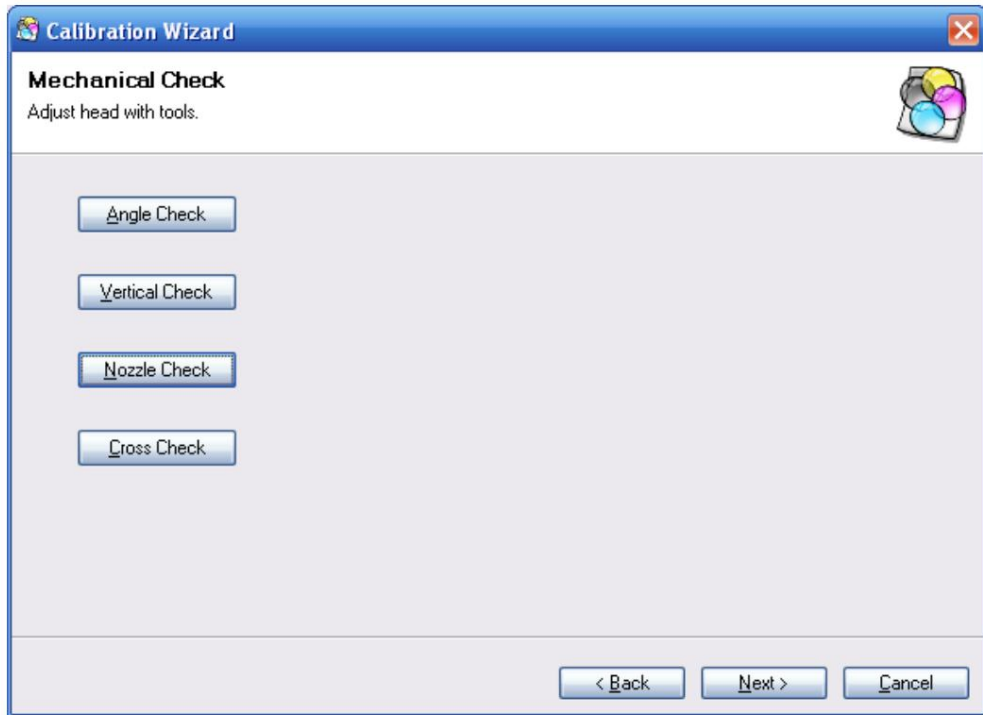 Calibration Wizard
Mechanical Check
Adjust head with tools.
Angle Check
Vertical Check
Nozzle Check
Cross Check
< Back Next > Cancel